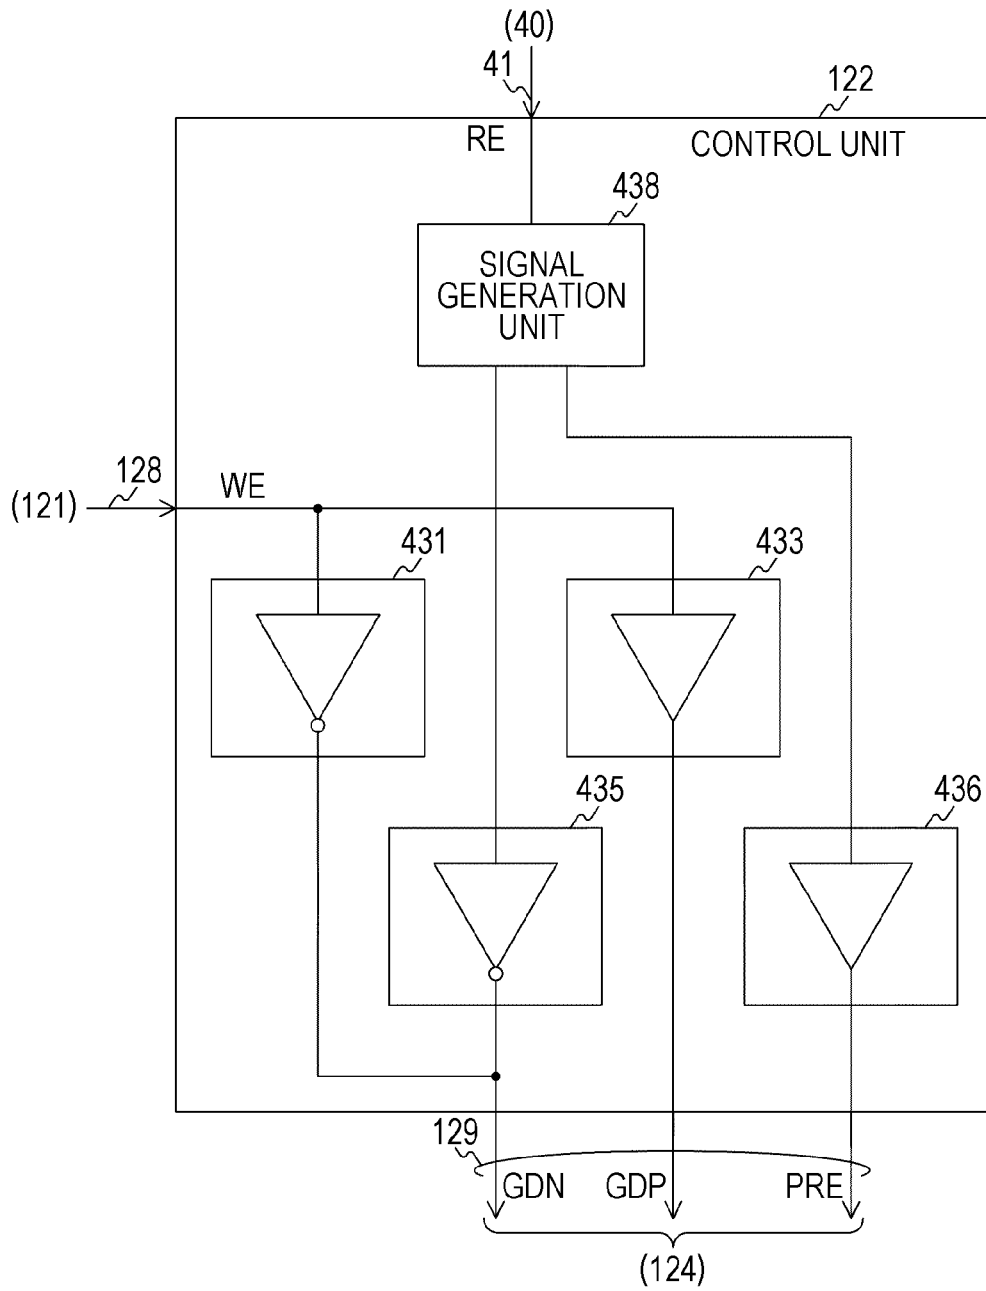 (40)
41
122
RE
CONTROL UNIT
438
SIGNAL
GENERATION
UNIT
128
(121)
WE
431
433
435
436
129
GDN
GDP
PRE
(124)